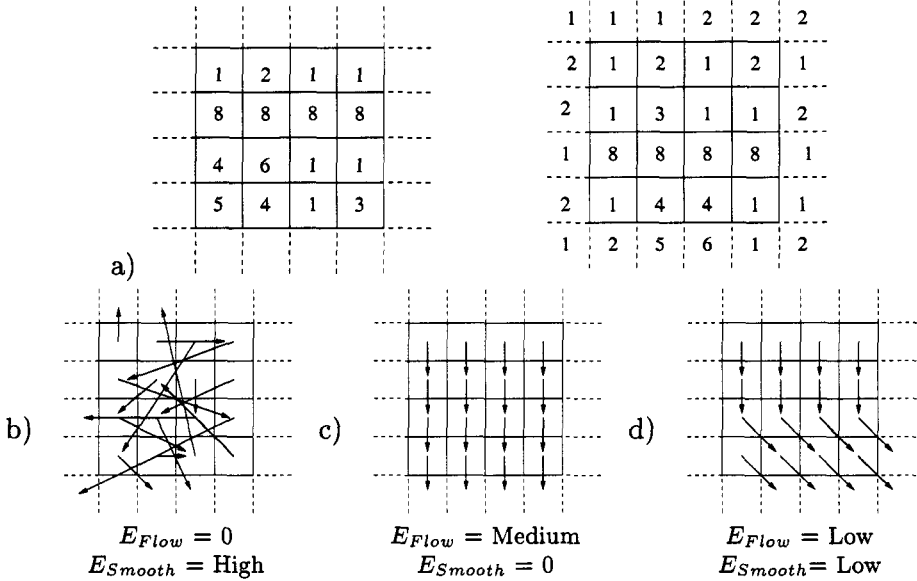 1 1 1 2 2 2
2 1 2 1 2 1
1 2 1 1
2 1 3 1 1 2
8 8 8 8
1 8 8 8 8 1
4 6 1 1
2 1 4 4 1 1
5 4 1 3
1 2 5 6 1 2
a)
b)
c)
d)
E_Flow = 0
E_Smooth = High
E_Flow = Medium
E_Smooth = 0
E_Flow = Low
E_Smooth= Low